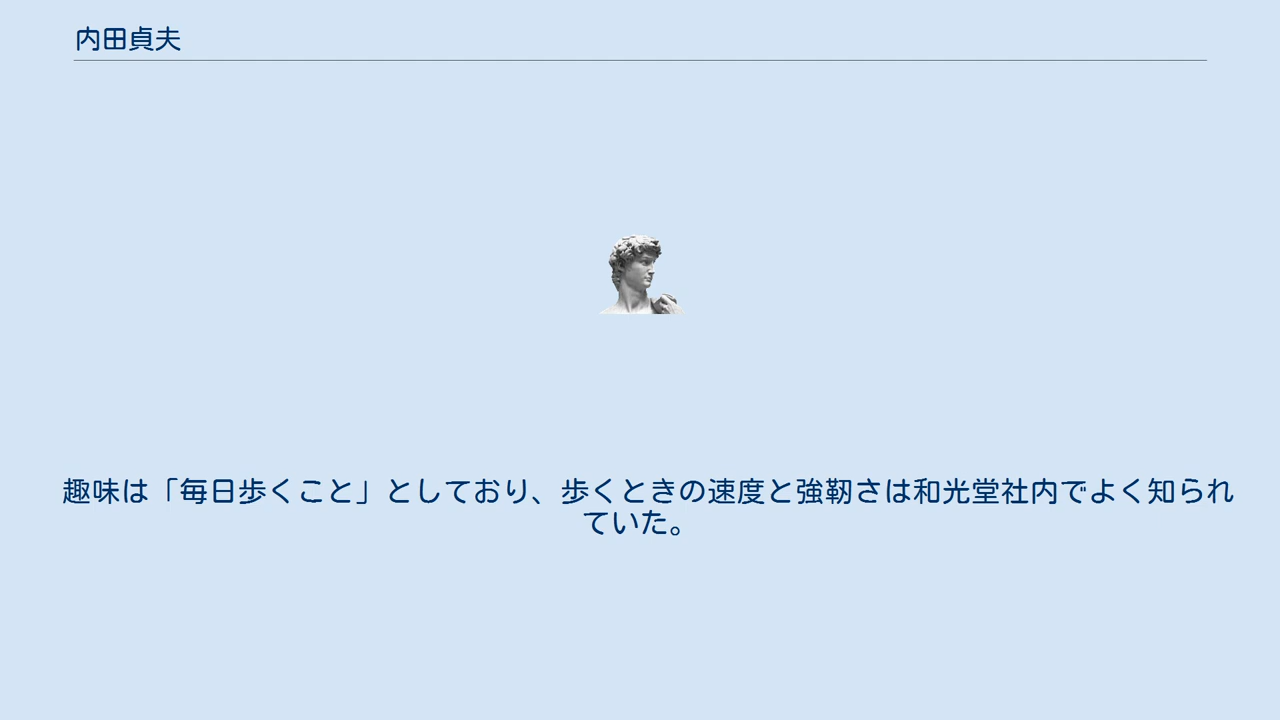 内田貞夫
趣味は「毎日歩くこと」としており、歩くときの速度と強靭さは和光堂社内でよく知られ
ていた。